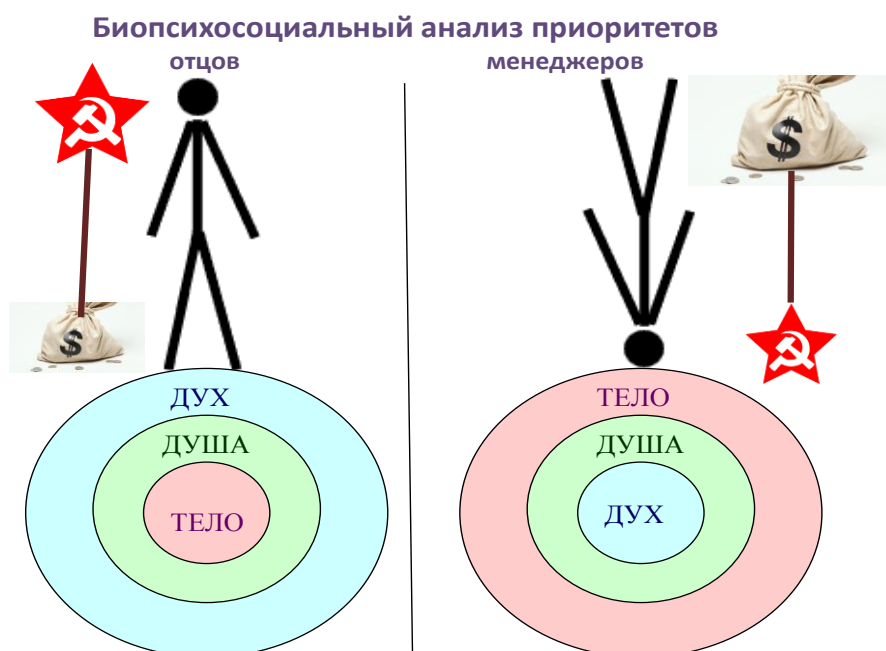 Биопсихосоциальный анализ приоритетов
отцов менеджеров
$
$
ДУХ
ДУША
ТЕЛО
ТЕЛО
ДУША
ДУХ